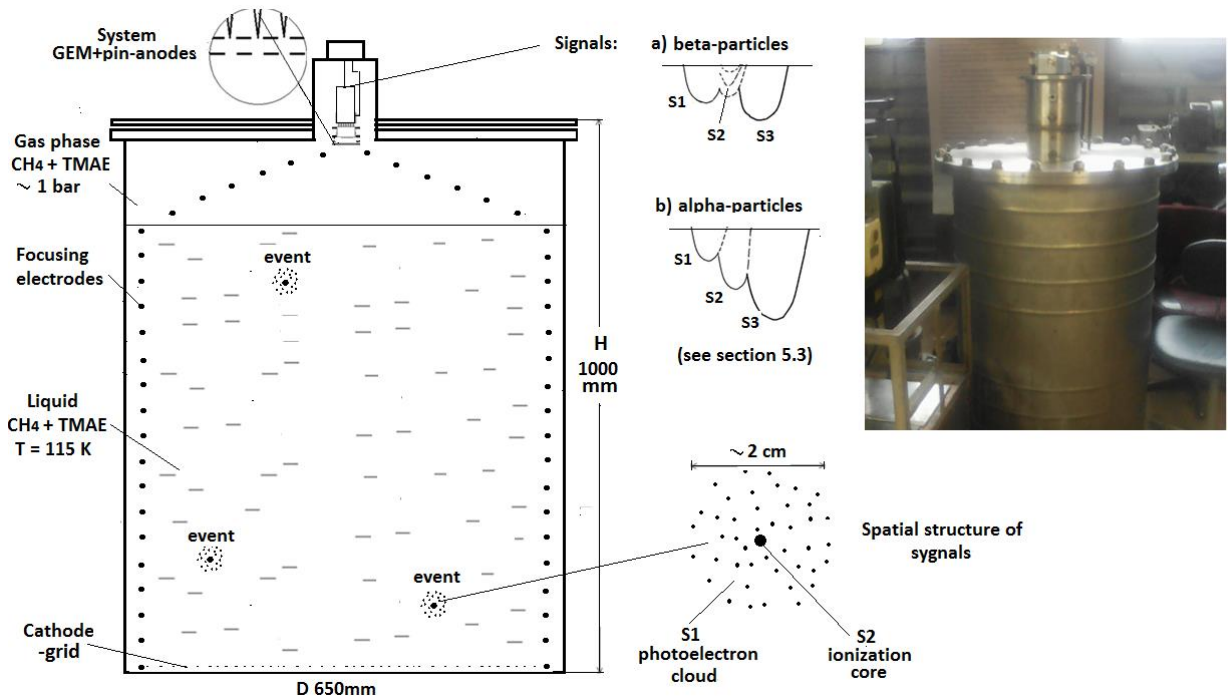 System
GEM+pin-anodes
Signals:
a) beta-particles
S1
S2
S3
Gas phase
CH4 + TMAE
~ 1 bar
b) alpha-particles
S1
S2
S3
(see section 5.3)
Focusing
electrodes
event
H
1000
mm
Liquid
CH4 + TMAE
T = 115 K
event
event
~ 2 cm
Spatial structure of
sygnals
Cathode
-grid
S1
photoelectron
cloud
S2
ionization
core
D 650mm